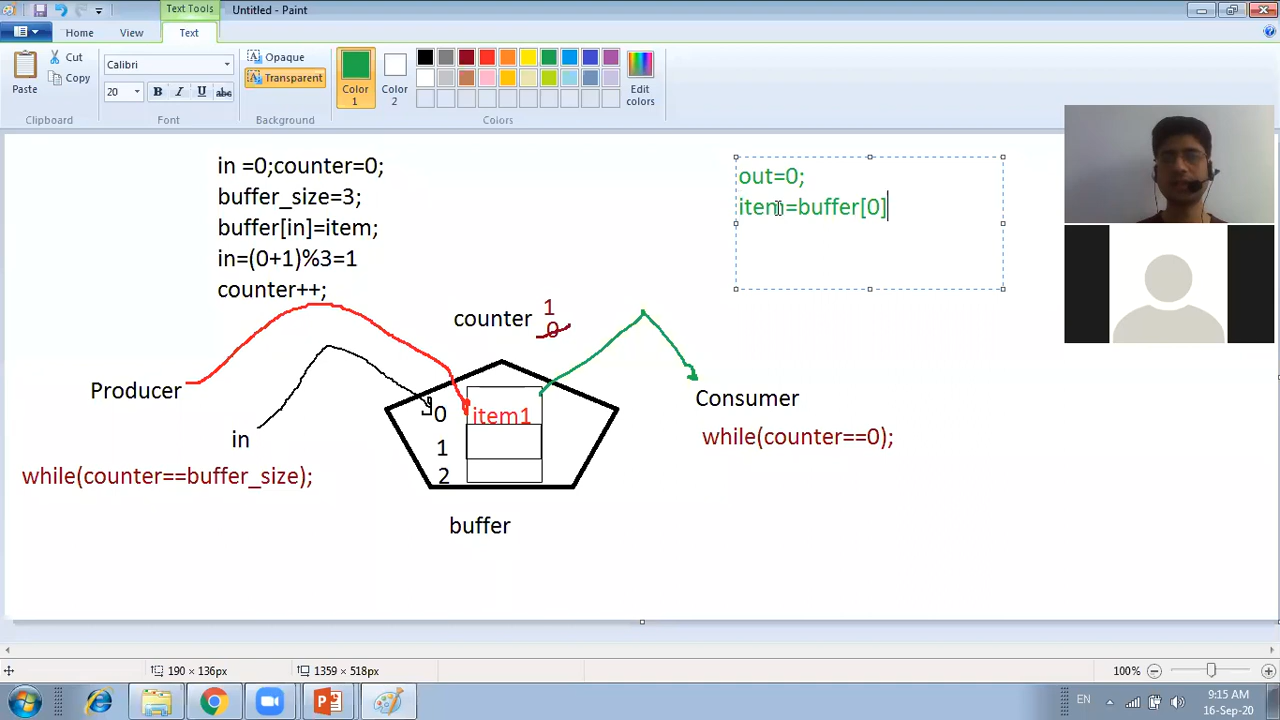 Text Tools
Untitled - Paint
Home
View
Text
Paste
Cut
Copy
Clipboard
Calibri
20
B I U abc
Font
Opaque
Transparent
Background
Color 1
Color 2
Edit colors
Colors
in =0;counter=0;
buffer_size=3;
buffer[in]=item;
in=(0+1)%3=1
counter++;
out=0;
item=buffer[0]
counter
1
0
Producer
in
while(counter==buffer_size);
0
item1
1
2
buffer
Consumer
while(counter==0);
190 × 136px
1359 × 518px
100%
EN
9:15 AM
16-Sep-20